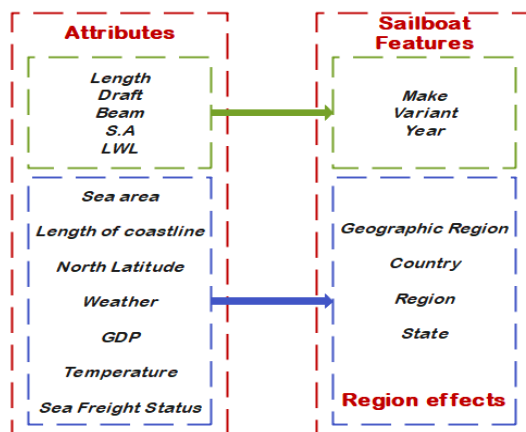 Attributes
Length
Draft
Beam
S.A
LWL
Sea area
Length of coastline
North Latitude
Weather
GDP
Temperature
Sea Freight Status
Sailboat
Features
Make
Variant
Year
Geographic Region
Country
Region
State
Region effects